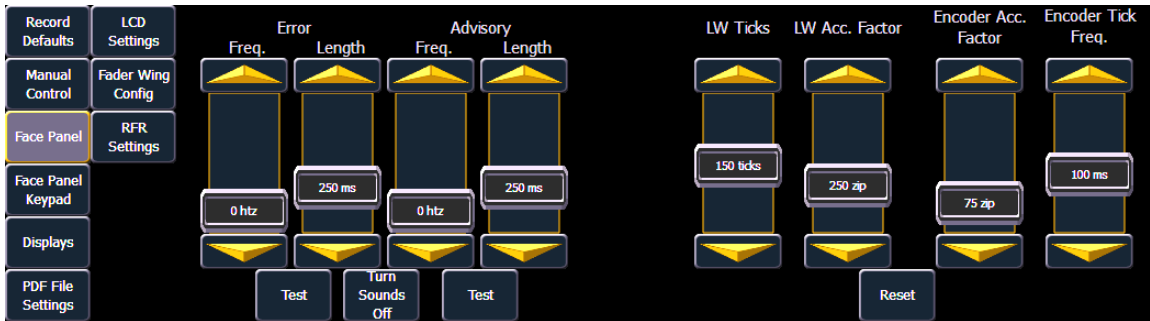 Record
Defaults
LCD
Settings
Manual
Control
Fader Wing
Config
Face Panel
RFR
Settings
Face Panel
Keypad
Displays
PDF File
Settings
Error
Freq.
Length
Advisory
Freq.
Length
0 htz
250 ms
0 htz
250 ms
Test
Turn
Sounds
Off
Test
LW Ticks
LW Acc. Factor
Encoder Acc.
Factor
Encoder Tick
Freq.
150 ticks
250 zip
75 zip
100 ms
Reset